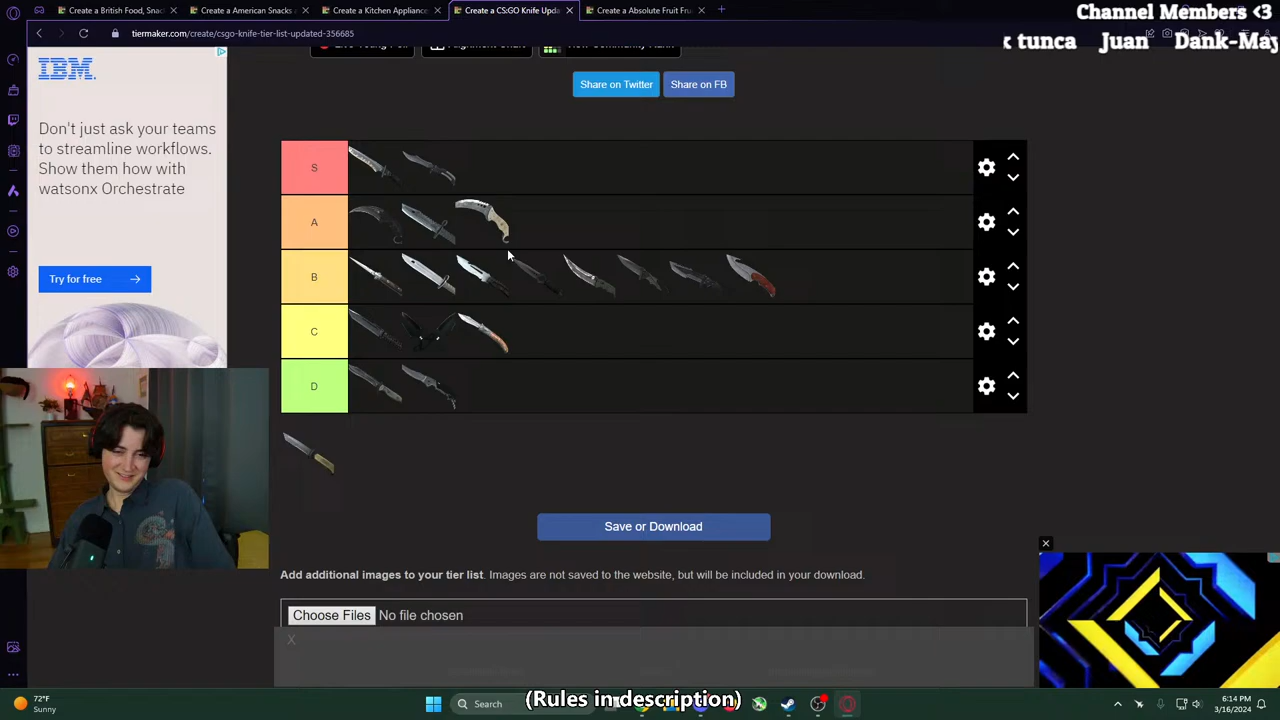 Create a British Food, Snac
Create a American Snacks a
Create a Kitchen Appliance
Create a CS:GO Knife Upda
Create a Absolute Fruit Fru
Channel Members <3
tiermaker.com/create/csgo-knife-tier-list-updated-356685
k tunca Juan Dank-May
Share on Twitter
Share on FB
IBM
Don't just ask your teams
to streamline workflows.
Show them how with
watsonx Orchestrate
Try for free
S
A
B
C
D
Save or Download
Add additional images to your tier list. Images are not saved to the website, but will be included in your download.
Choose Files No file chosen
X
(Rules in description)
72°F
Sunny
Search
6:14 PM
3/16/2024